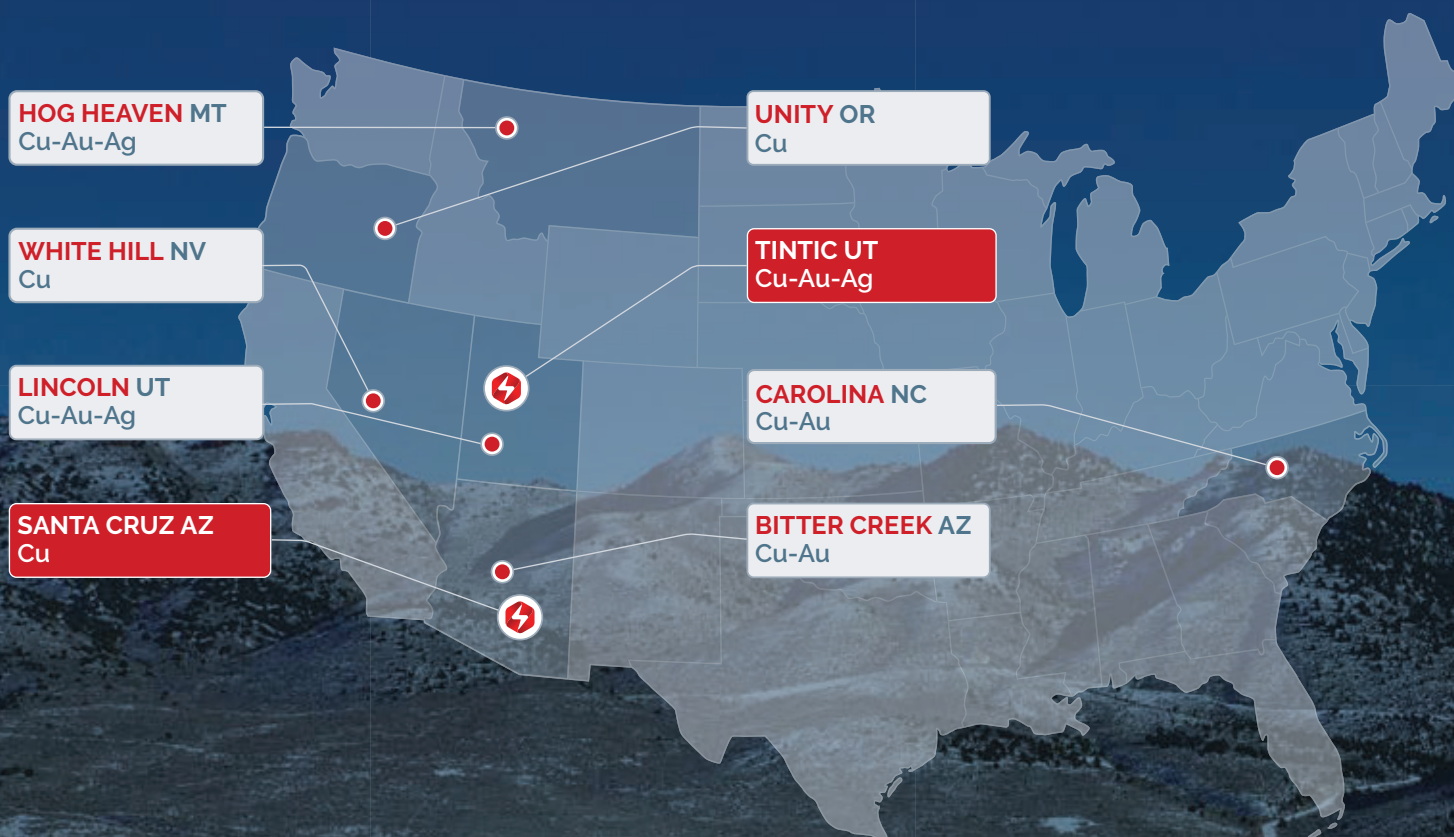 HOG HEAVEN MT
Cu-Au-Ag
UNITY OR
Cu
WHITE HILL NV
Cu
TINTIC UT
Cu-Au-Ag
LINCOLN UT
Cu-Au-Ag
CAROLINA NC
Cu-Au
SANTA CRUZ AZ
Cu
BITTER CREEK AZ
Cu-Au